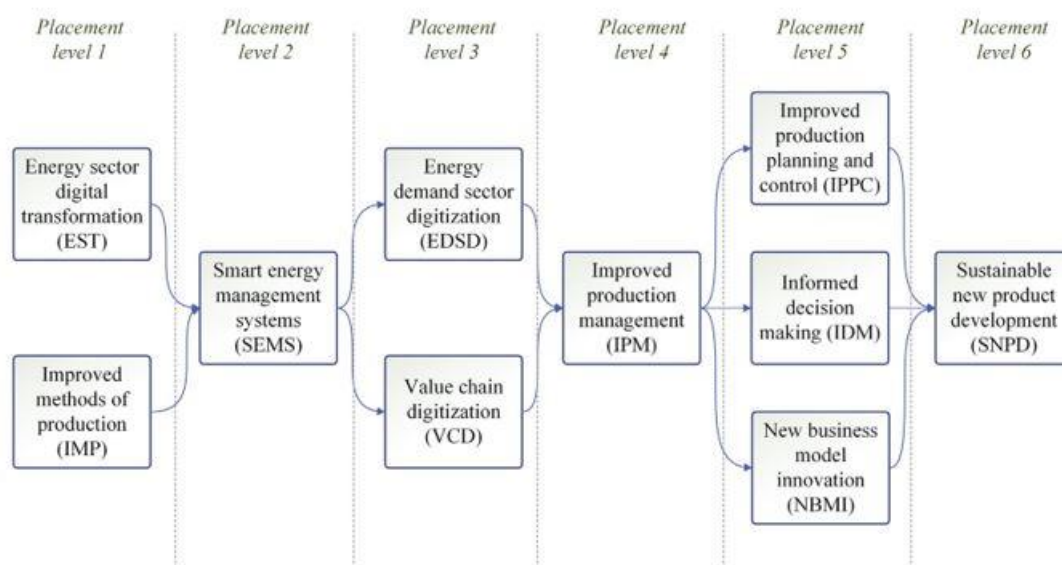 Placement
level 1
Placement
level 2
Placement
level 3
Placement
level 4
Placement
level 5
Placement
level 6
Energy sector
digital
transformation
(EST)
Improved
methods of
production
(IMP)
Smart energy
management
systems
(SEMS)
Energy
demand sector
digitization
(EDSD)
Value chain
digitization
(VCD)
Improved
production
management
(IPM)
Improved
production
planning and
control (IPPC)
Informed
decision
making (IDM)
New business
model
innovation
(NBMI)
Sustainable
new product
development
(SNPD)